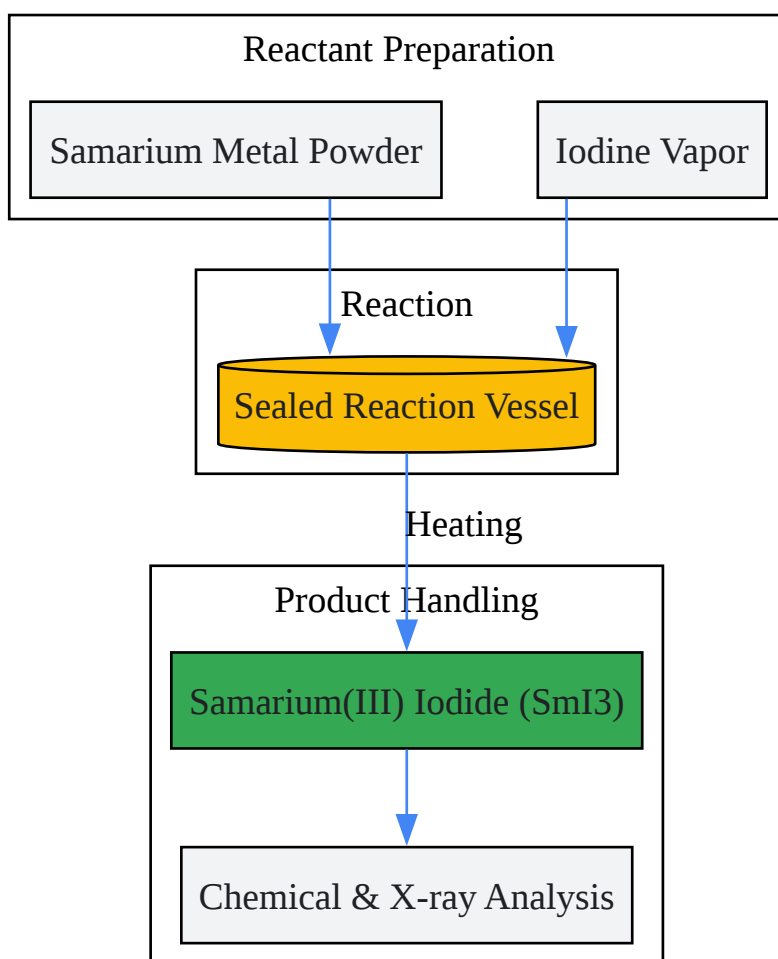 Reactant Preparation
Samarium Metal Powder
Iodine Vapor
Reaction
Sealed Reaction Vessel
Heating
Product Handling
Samarium(III) Iodide (SmI3)
Chemical & X-ray Analysis